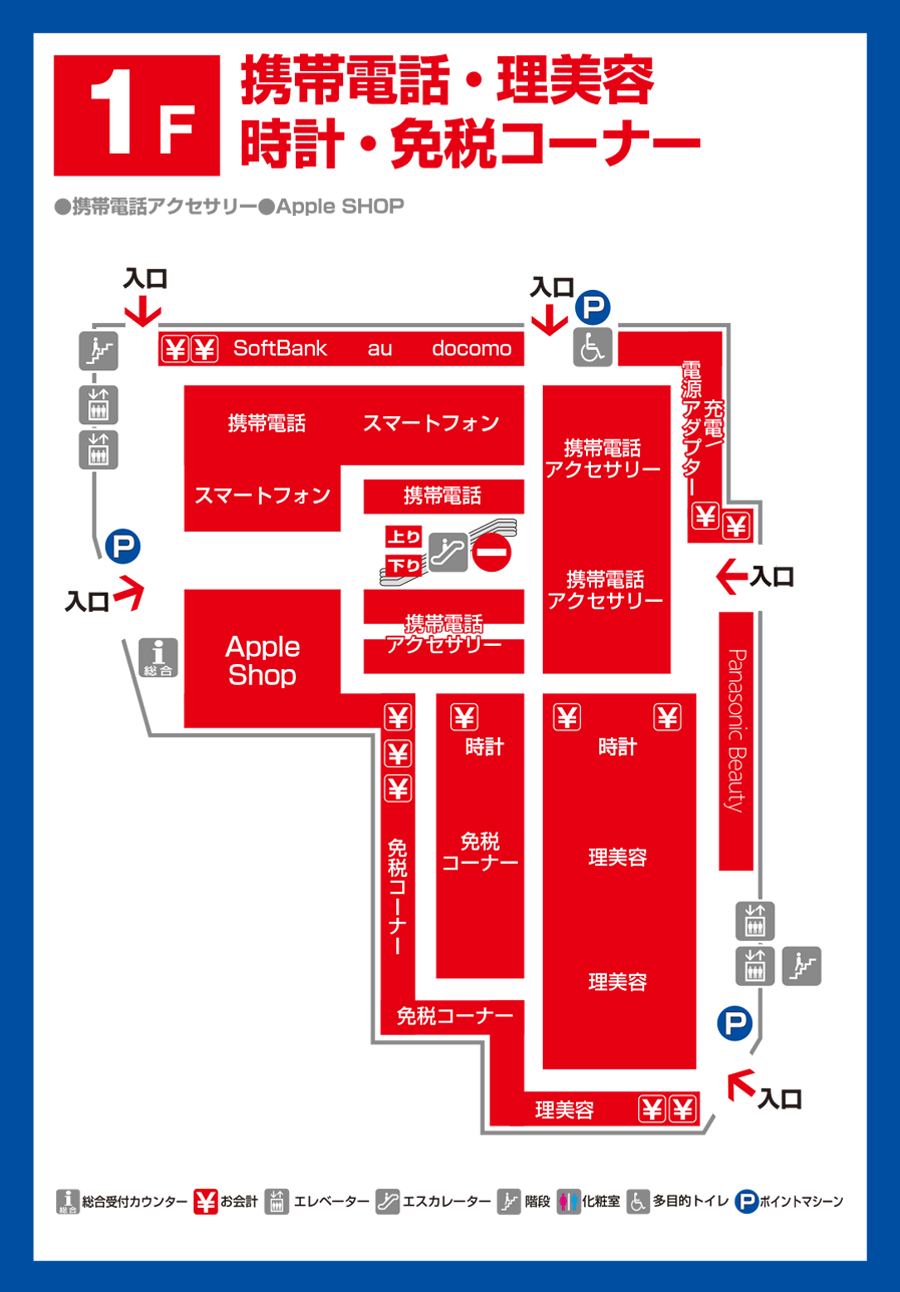 1F
携帯電話・理美容
時計・免税コーナー
●携帯電話アクセサリー●Apple SHOP
入口
入口
P
¥ ¥ SoftBank au docomo
電源アダプター
充電/
携帯電話 スマートフォン
携帯電話
アクセサリー
スマートフォン
携帯電話
¥ ¥
上り
下り
P
入口
入口
携帯電話
アクセサリー
携帯電話
アクセサリー
i
総合
Apple
Shop
Panasonic Beauty
¥
¥
¥
¥
時計
¥ ¥
時計
免税コーナー
免税
コーナー
理美容
理美容
免税コーナー
P
入口
理美容
¥ ¥
i 総合 総合受付カウンター ¥ お会計 エレベーター エスカレーター 階段 化粧室 多目的トイレ P ポイントマシーン